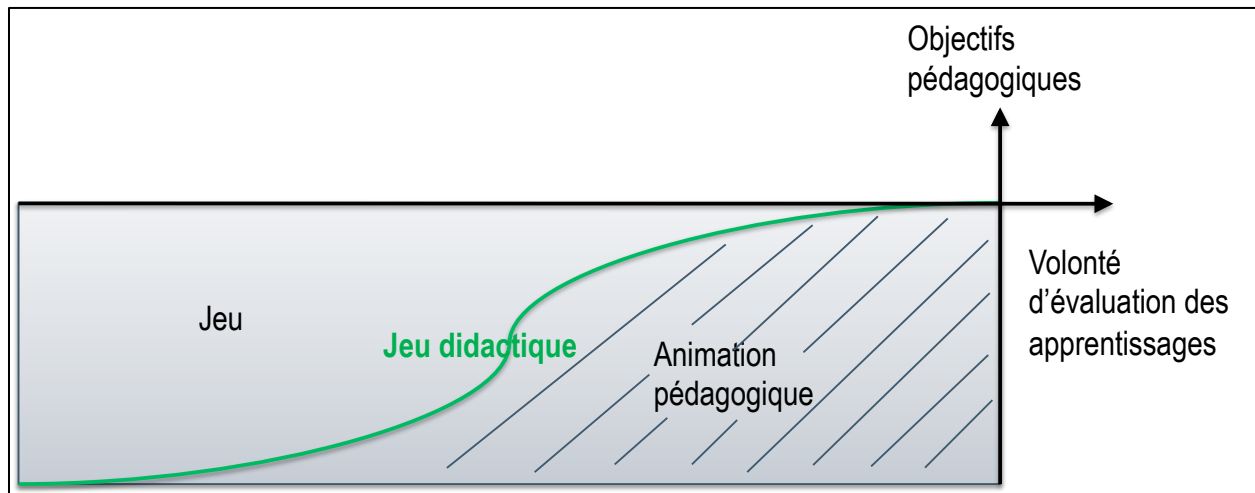 Objectifs
pédagogiques
Volonté
d’évaluation des
apprentissages
Jeu
Jeu didactique
Animation
pédagogique